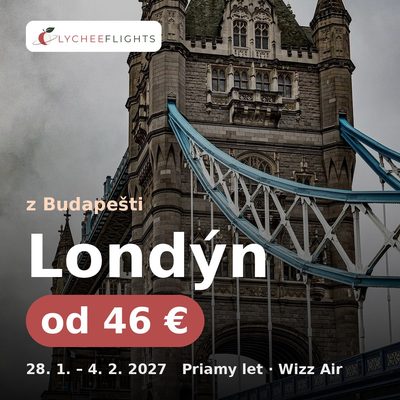 LYCHEEFLIGHTS
z Budapešti
Londýn
od 46 €
28. 1. – 4. 2. 2027 Priamy let · Wizz Air